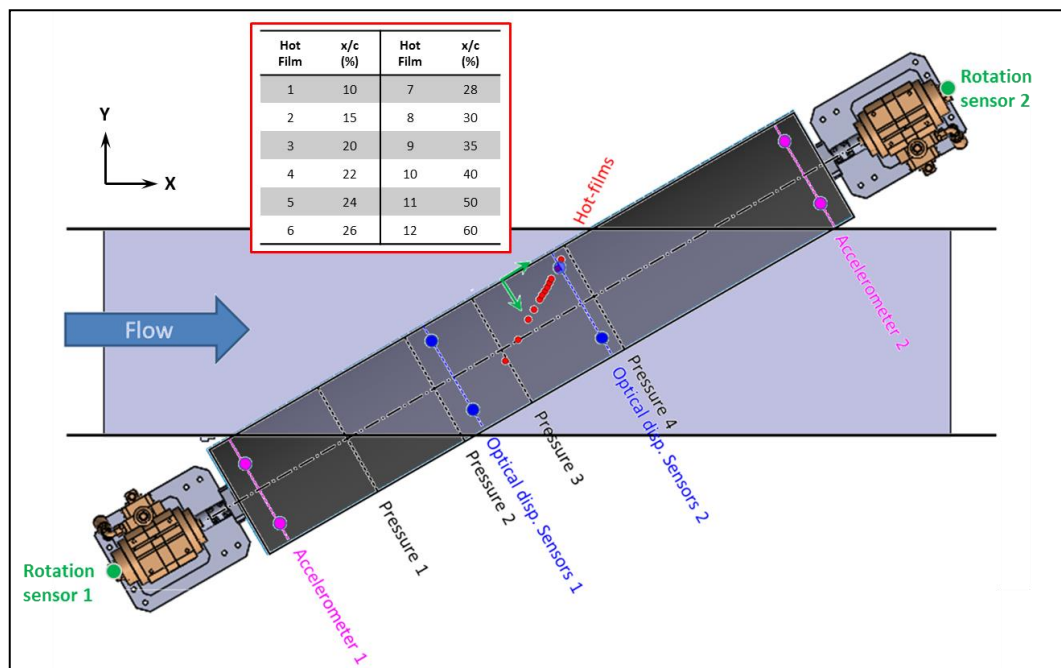 Hot Film x/c (%) Hot Film x/c (%)
1 10 7 28
2 15 8 30
3 20 9 35
4 22 10 40
5 24 11 50
6 26 12 60
Y
X
Rotation
sensor 2
Hot-films
Flow
Accelerometer 2
Pressure 4
Optical disp. Sensors 2
Pressure 3
Optical disp. Sensors 1
Pressure 2
Pressure 1
Accelerometer 1
Rotation
sensor 1